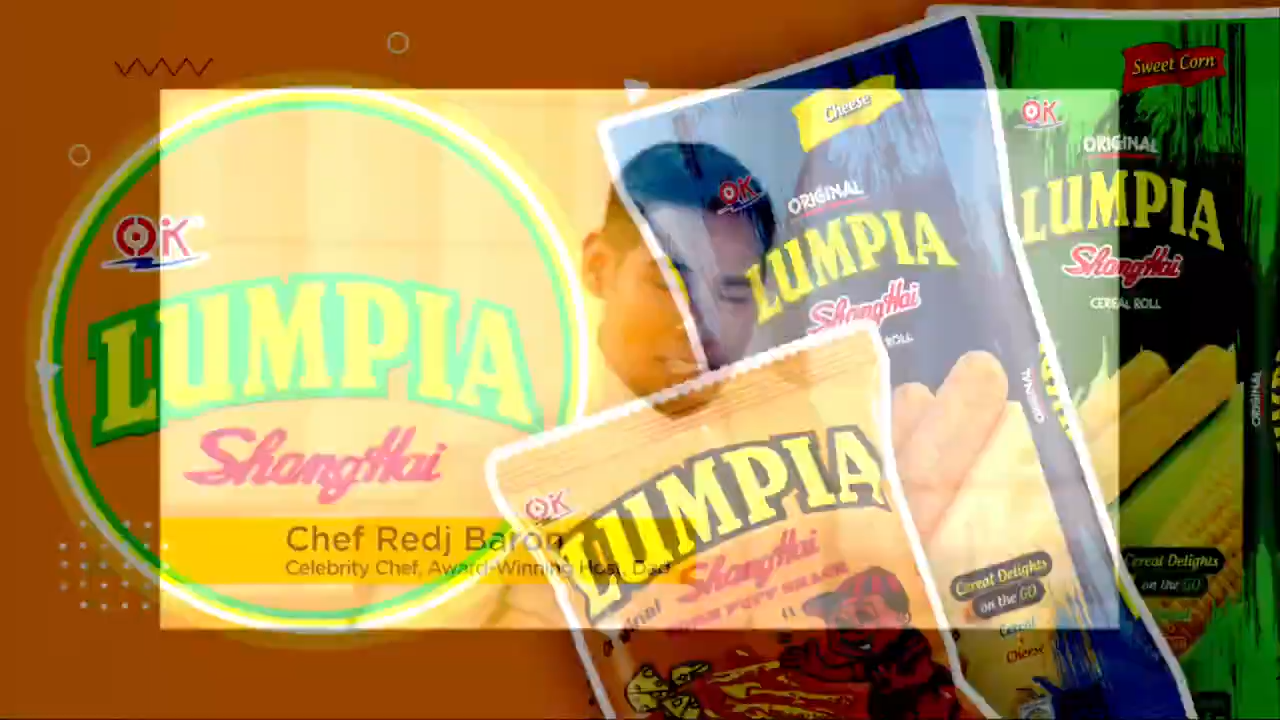 Sweet Corn
OK
ORIGINAL
LUMPIA
ShangHai
CEREAL ROLL
Cheese
OK
ORIGINAL
LUMPIA
ShangHai
ROLL
OK
LUMPIA
ShangHai
Chef Redj Baron
Celebrity Chef, Award-Winning Host, Dad
OK
LUMPIA
ShangHai
ORIGINAL
ORIGINAL
Cereal Delights
on the GO
Cereal
Cheese
Cereal Delights
on the GO